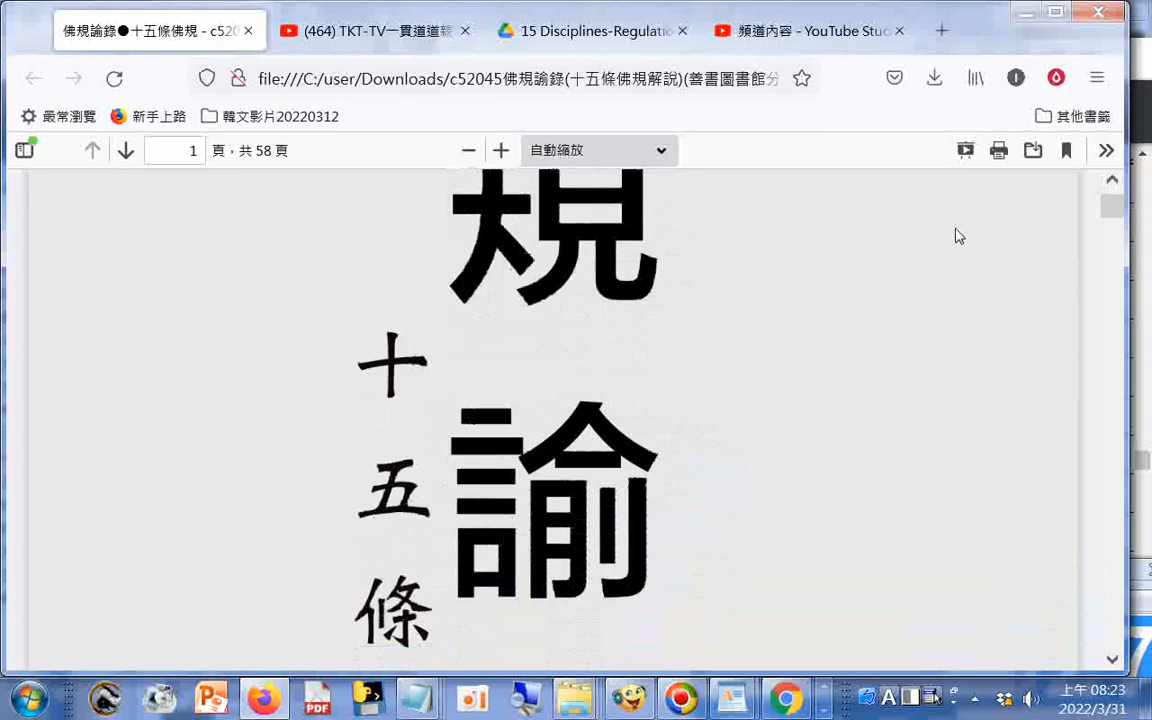 佛規諭錄●十五條佛規 - c520
(464) TKT-TV一貫道道
15 Disciplines-Regulatio
頻道內容 - YouTube Stud
file:///C:/user/Downloads/c52045佛規諭錄(十五條佛規解說)(善書圖書館分
最常瀏覽
新手上路
韓文影片20220312
其他書籤
1
頁，共 58 頁
自動縮放
規
諭
十
五
條
上午 08:23
2022/3/31